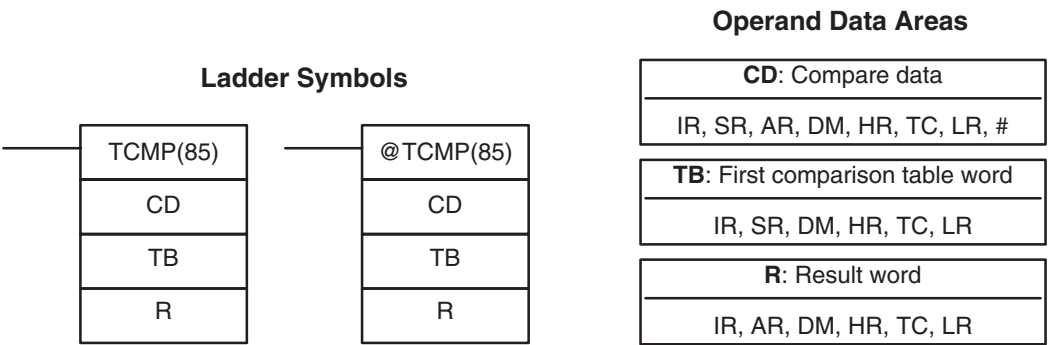 Ladder Symbols
TCMP(85)
CD
TB
R
@TCMP(85)
CD
TB
R
Operand Data Areas
CD: Compare data
IR, SR, AR, DM, HR, TC, LR, #
TB: First comparison table word
IR, SR, DM, HR, TC, LR
R: Result word
IR, AR, DM, HR, TC, LR